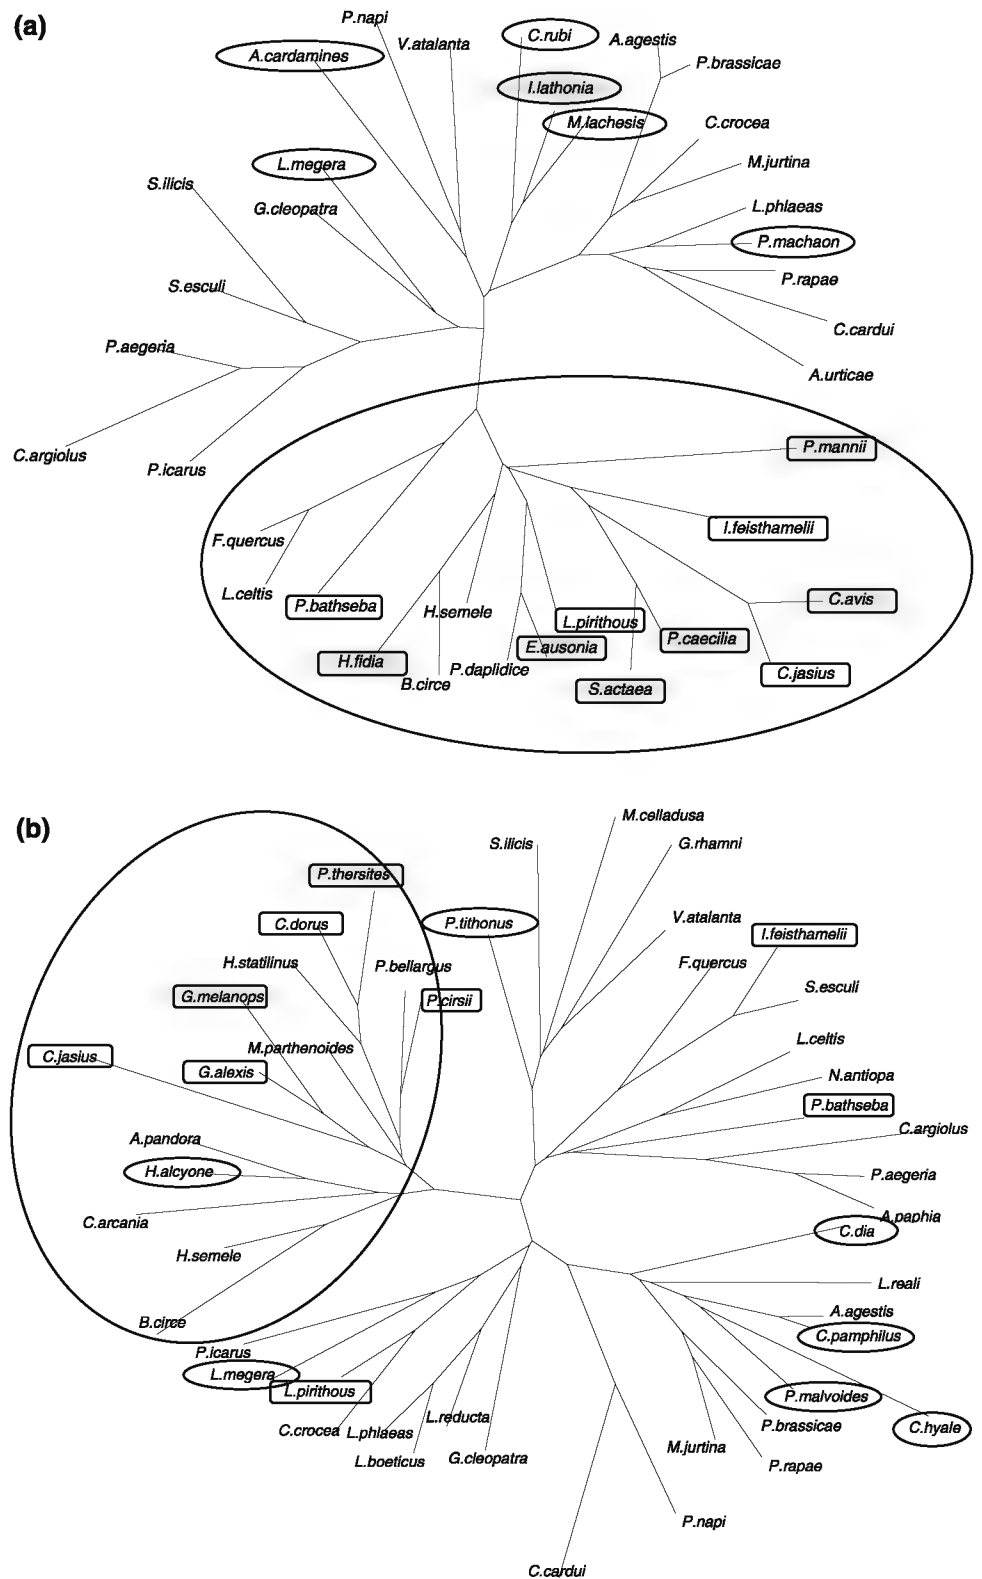 (a)
P.napi
V.atalanta
C.rubi
A.agestis
A.cardamines
P.brassicae
I.lathonia
M.lachesis
C.crocea
L.megera
M.jurtina
S.ilicis
G.cleopatra
L.phlaeas
P.machaon
S.esculi
P.rapae
C.cardui
P.aegeria
A.urticae
C.argiolus
P.icarus
P.mannii
I.feisthamelii
F.quercus
L.celtis
P.bathseba
H.semele
L.pirithous
C.avis
E.ausonia
P.caecilia
H.fidia
B.circe
P.daplidice
S.actaea
C.jasius
(b)
M.celladusa
S.ilicis
G.rhamni
P.thersites
C.dorus
P.tithonus
V.atalanta
I.feisthamelii
H.statilinus
P.bellargus
F.quercus
G.melanops
P.cirsii
S.esculi
C.jasius
M.parthenoides
L.celtis
G.alexis
N.antiopa
P.bathseba
A.pandora
C.argiolus
H.alcyone
P.aegeria
C.arcania
A.paphia
C.dia
H.semele
L.reali
B.circe
A.agestis
C.pamphilus
P.icarus
L.megera
L.pirithous
P.malvoides
C.crocea
L.phlaeas
L.reducta
P.brassicae
C.hyale
L.boeticus
G.cleopatra
M.jurtina
P.rapae
P.napi
C.cardui